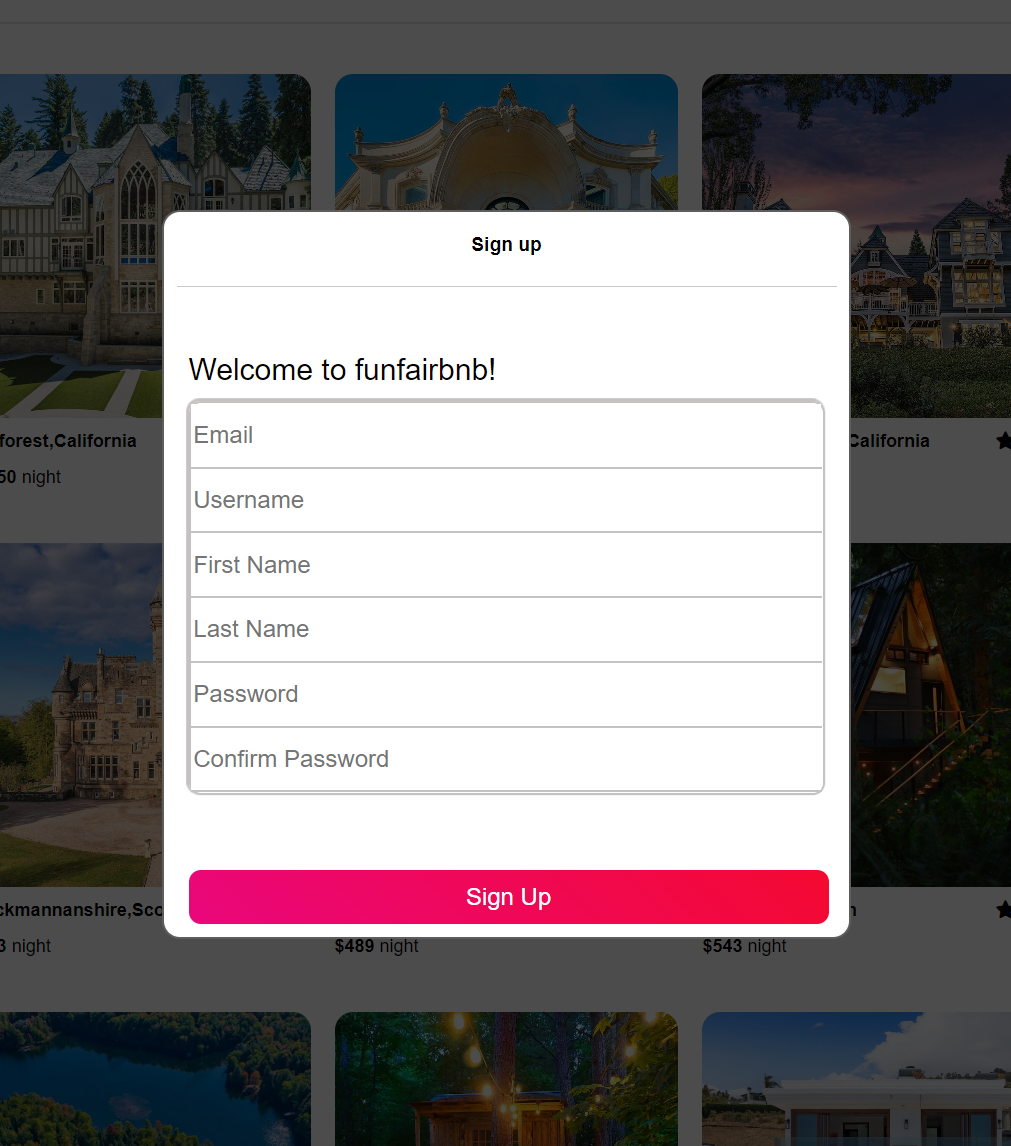 Sign up
Welcome to funfairbnb!
Email
Username
First Name
Last Name
Password
Confirm Password
Sign Up
forest,California
50 night
California
ckmannanshire,Sco
3 night
$489 night
$543 night